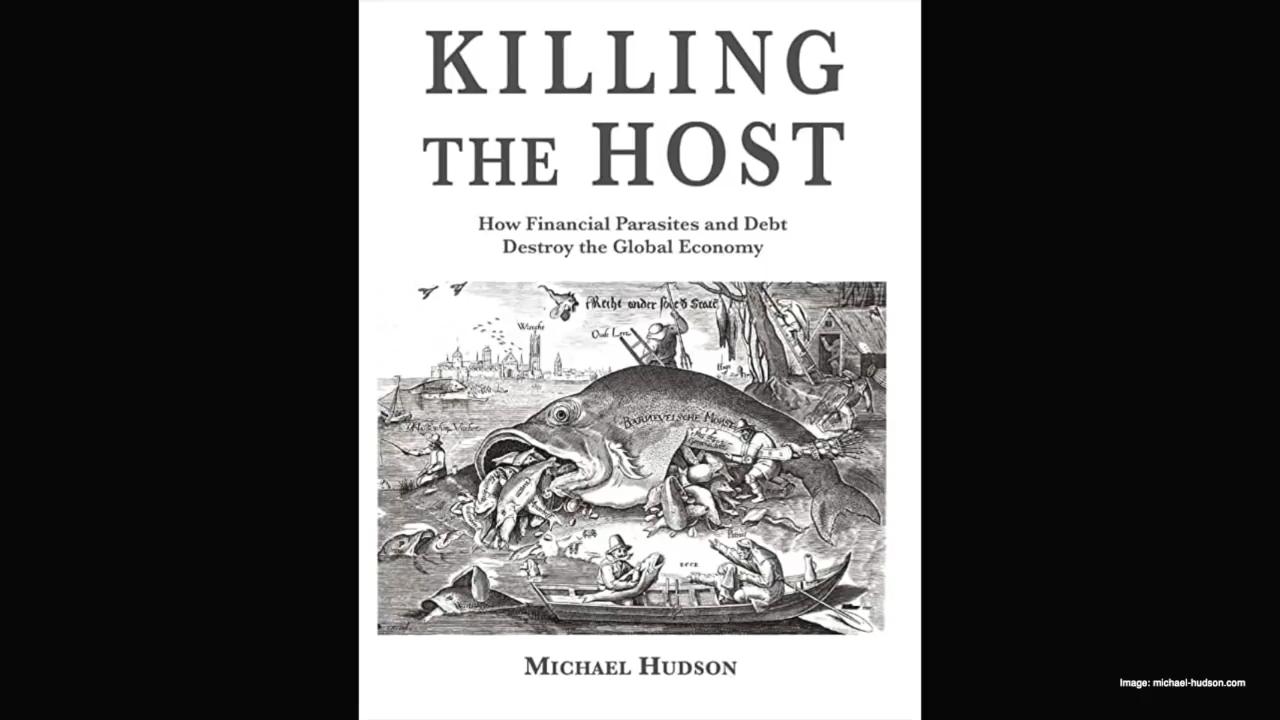 KILLING
THE HOST
How Financial Parasites and Debt
Destroy the Global Economy
MICHAEL HUDSON
Image: michael-hudson.com